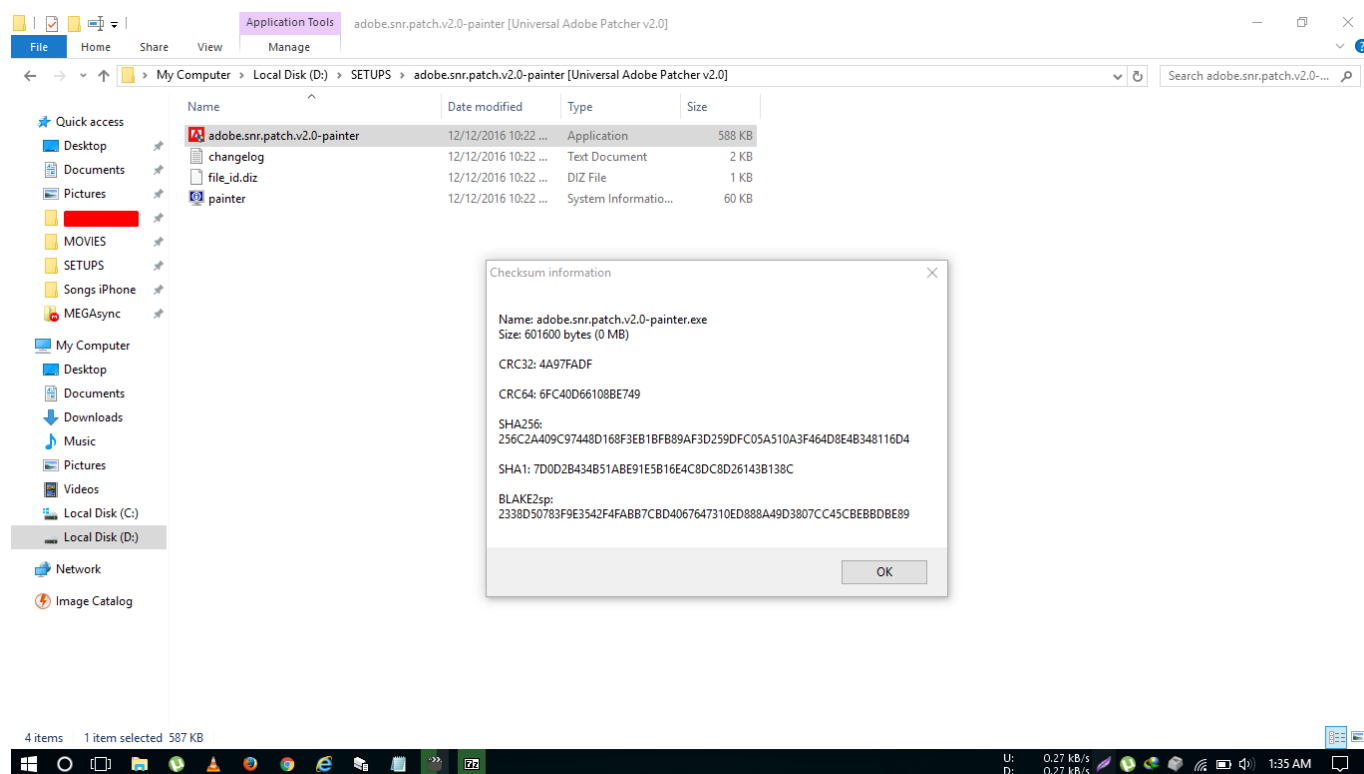 Application Tools
adobe.snr.patch.v2.0-painter [Universal Adobe Patcher v2.0]
File
Home
Share
View
Manage
My Computer
Local Disk (D:)
SETUPS
adobe.snr.patch.v2.0-painter [Universal Adobe Patcher v2.0]
Search adobe.snr.patch.v2.0-...
Name
Date modified
Type
Size
adobe.snr.patch.v2.0-painter 12/12/2016 10:22 ... Application 588 KB
changelog 12/12/2016 10:22 ... Text Document 2 KB
file_id.diz 12/12/2016 10:22 ... DIZ File 1 KB
painter 12/12/2016 10:22 ... System Informatio... 60 KB
Quick access
Desktop
Documents
Pictures
MOVIES
SETUPS
Songs iPhone
MEGAsync
My Computer
Desktop
Documents
Downloads
Music
Pictures
Videos
Local Disk (C:)
Local Disk (D:)
Network
Image Catalog
Checksum information
Name: adobe.snr.patch.v2.0-painter.exe
Size: 601600 bytes (0 MB)
CRC32: 4A97FADF
CRC64: 6FC40D66108BE749
SHA256:
256C2A409C97448D168F3EB1BFB89AF3D259DFC05A510A3F464D8E4B348116D4
SHA1: 7D0D2B434B51ABE91E5B16E4C8DC8D26143B138C
BLAKE2sp:
2338D50783F9E3542F4FABB7CBD4067647310ED888A49D3807CC45CBEBBDBE89
OK
4 items
1 item selected 587 KB
U: 0.27 kB/s
D: 0.27 kB/s
1:35 AM